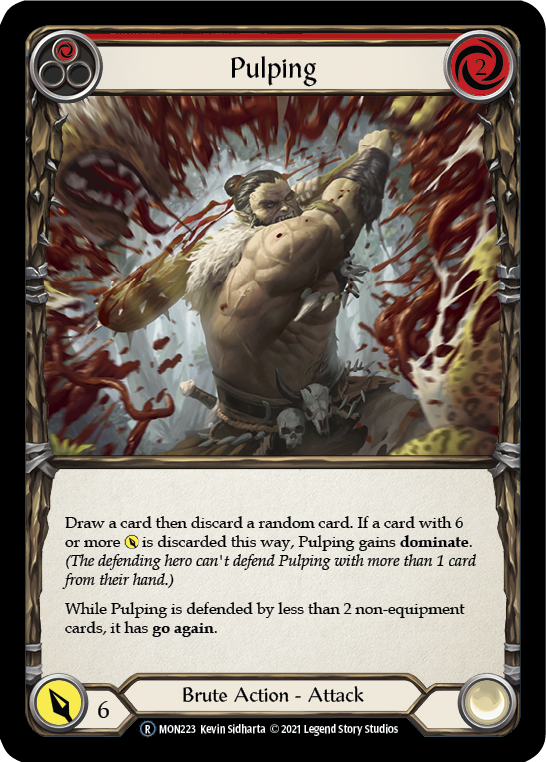 Pulping
2
Draw a card then discard a random card. If a card with 6
or more is discarded this way, Pulping gains dominate.
(The defending hero can't defend Pulping with more than 1 card
from their hand.)
While Pulping is defended by less than 2 non-equipment
cards, it has go again.
6
Brute Action - Attack
R MON223 Kevin Sidharta © 2021 Legend Story Studios